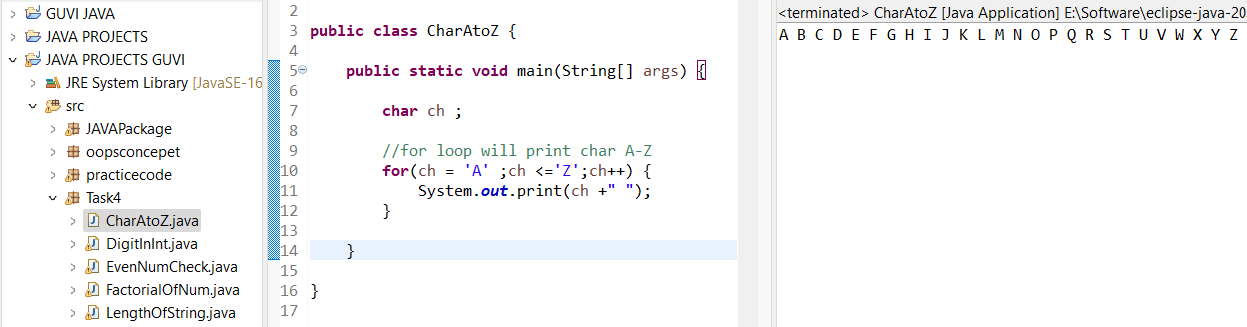 GUVI JAVA
JAVA PROJECTS
JAVA PROJECTS GUVI
JRE System Library [JavaSE-16
src
JAVAPackage
oopsconcepet
practicecode
Task4
CharAtoZ.java
DigitInInt.java
EvenNumCheck.java
FactorialOfNum.java
LengthOfString.java
2
3 public class CharAtoZ {
4
5 public static void main(String[] args) {
6
7 char ch ;
8
9 //for loop will print char A-Z
10 for(ch = 'A' ;ch <='Z';ch++) {
11 System.out.print(ch +" ");
12 }
13
14 }
15
16 }
17
<terminated> CharAtoZ [Java Application] E:\Software\eclipse-java-20
A B C D E F G H I J K L M N O P Q R S T U V W X Y Z